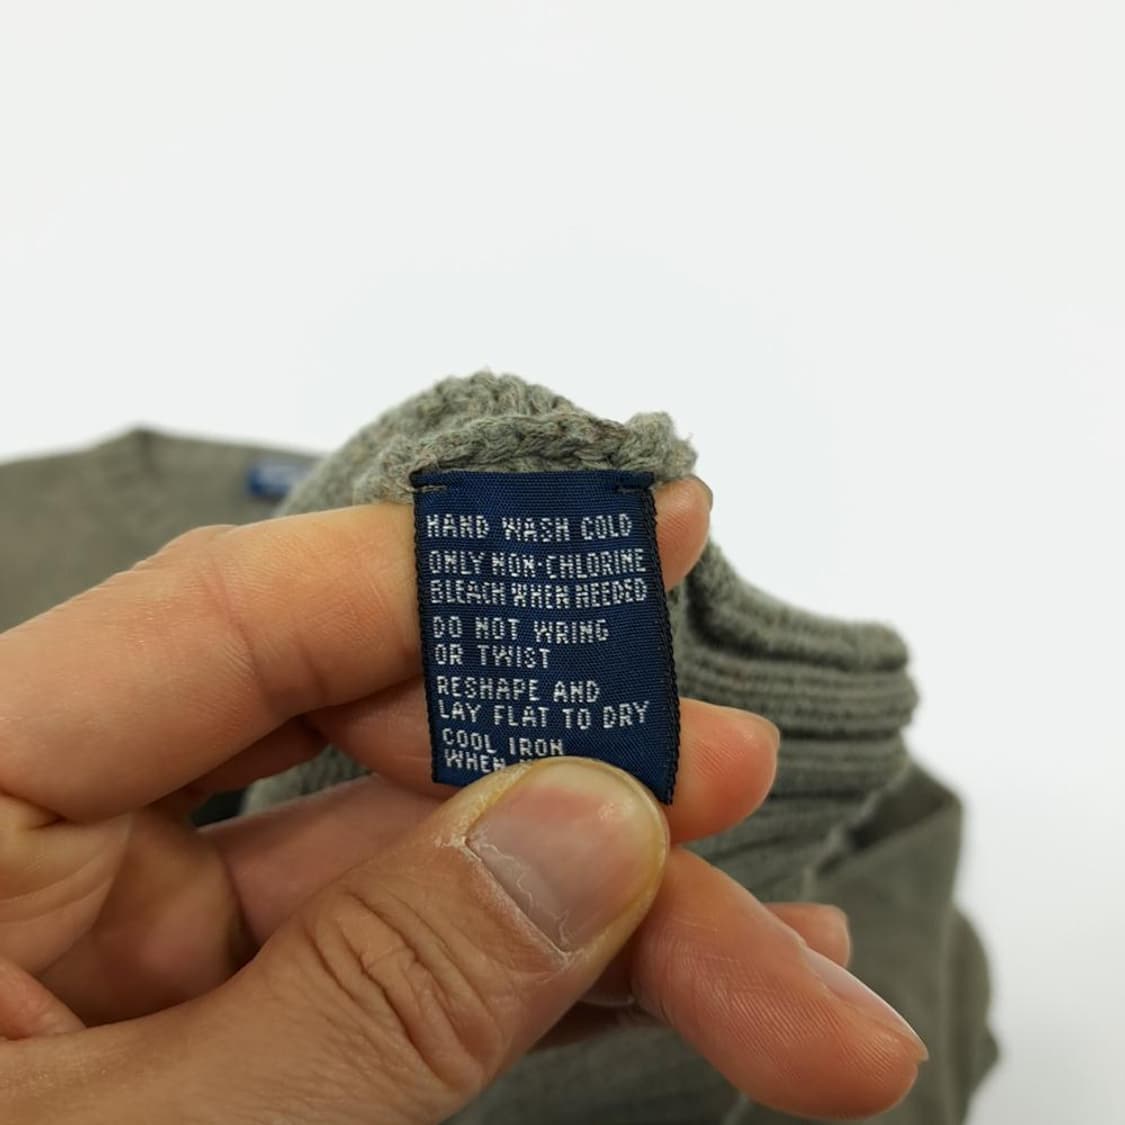 HAND WASH COLD
ONLY NON-CHLORINE
BLEACH WHEN NEEDED
DO NOT WRING
OR TWIST
RESHAPE AND
LAY FLAT TO DRY
COOL IRON
WHEN